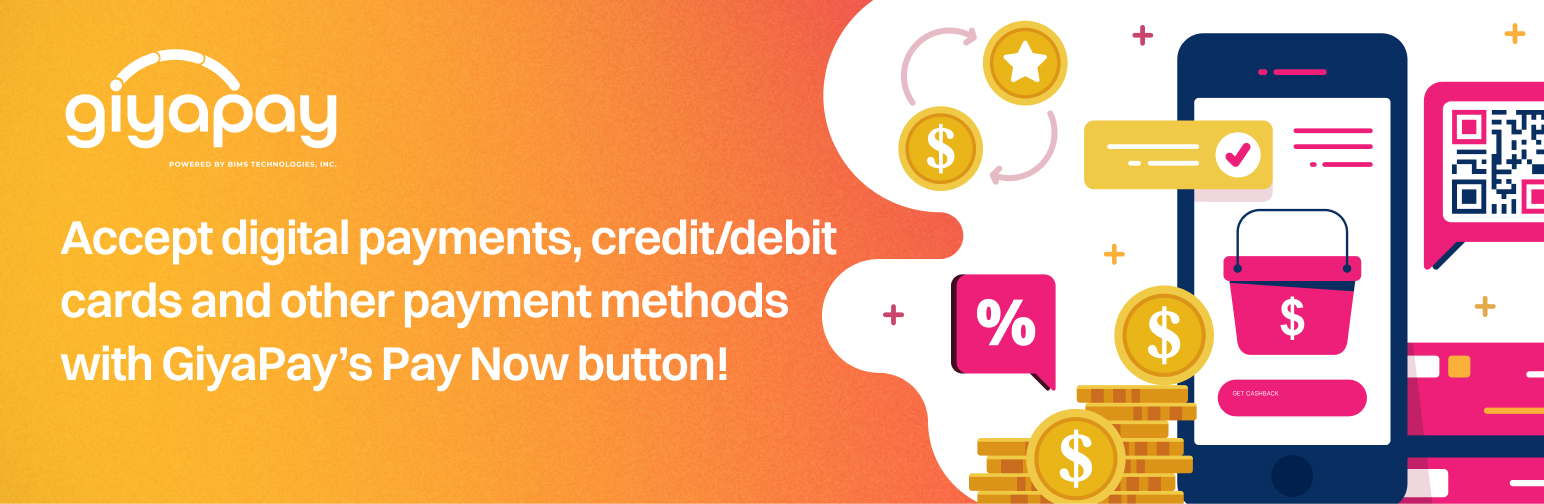 giyapay
POWERED BY BIMS TECHNOLOGIES, INC.
Accept digital payments, credit/debit
cards and other payment methods
with GiyaPay’s Pay Now button!
$
%
$
$
$
GET CASHBACK